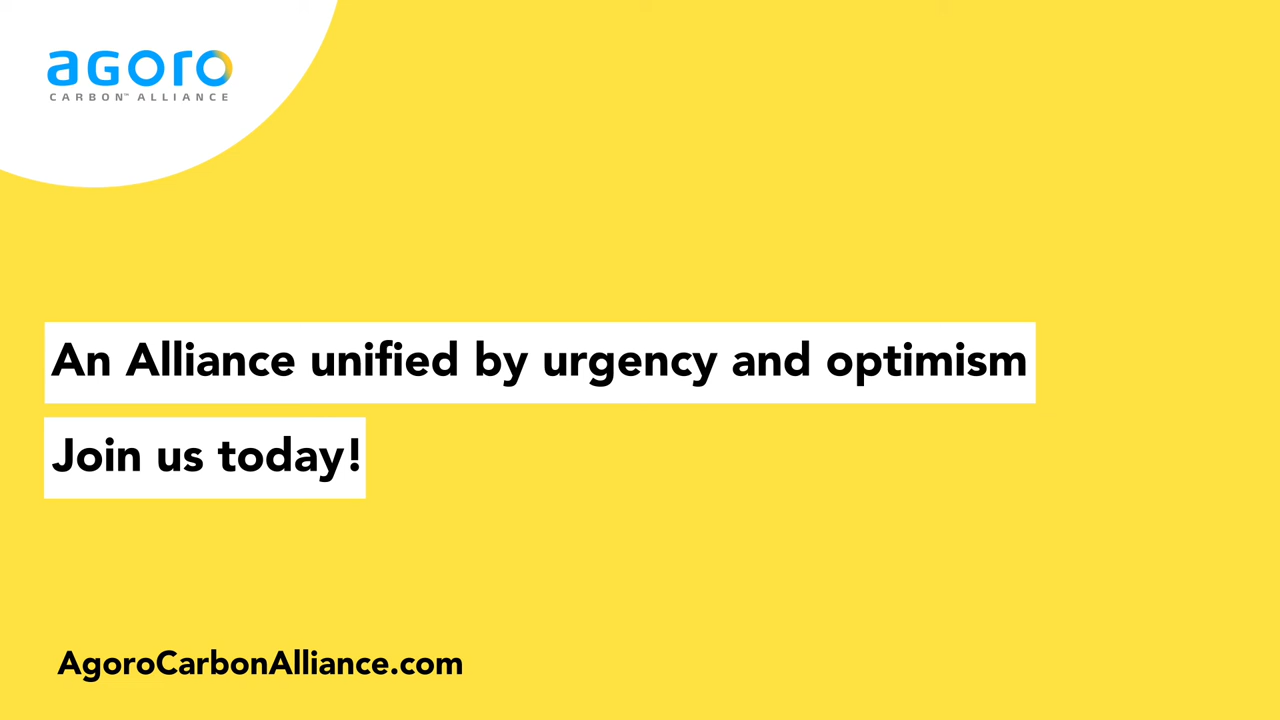 agoro
CARBON™ ALLIANCE
An Alliance unified by urgency and optimism
Join us today!
AgoroCarbonAlliance.com